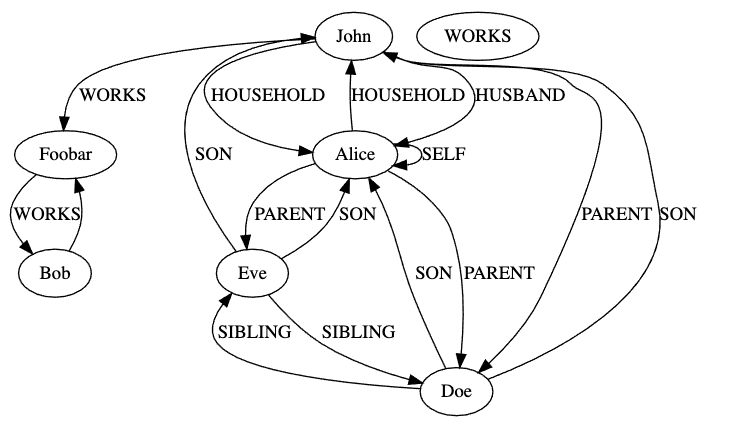 John WORKS
WORKS HOUSEHOLD HOUSEHOLD HUSBAND
Foobar Alice SELF
SON
WORKS PARENT SON PARENT SON
Bob Eve SON PARENT
SIBLING SIBLING
Doe